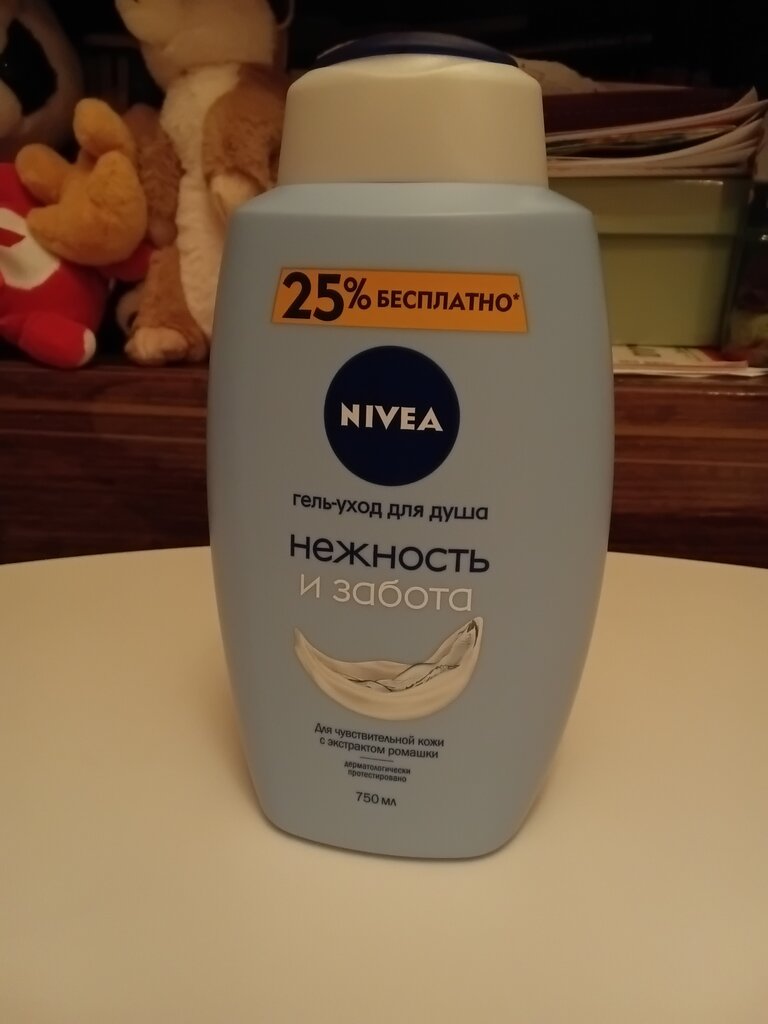 25% БЕСПЛАТНО*
NIVEA
гель-уход для душа
нежность
и забота
Для чувствительной кожи
с экстрактом ромашки
дерматологически
протестировано
750 мл